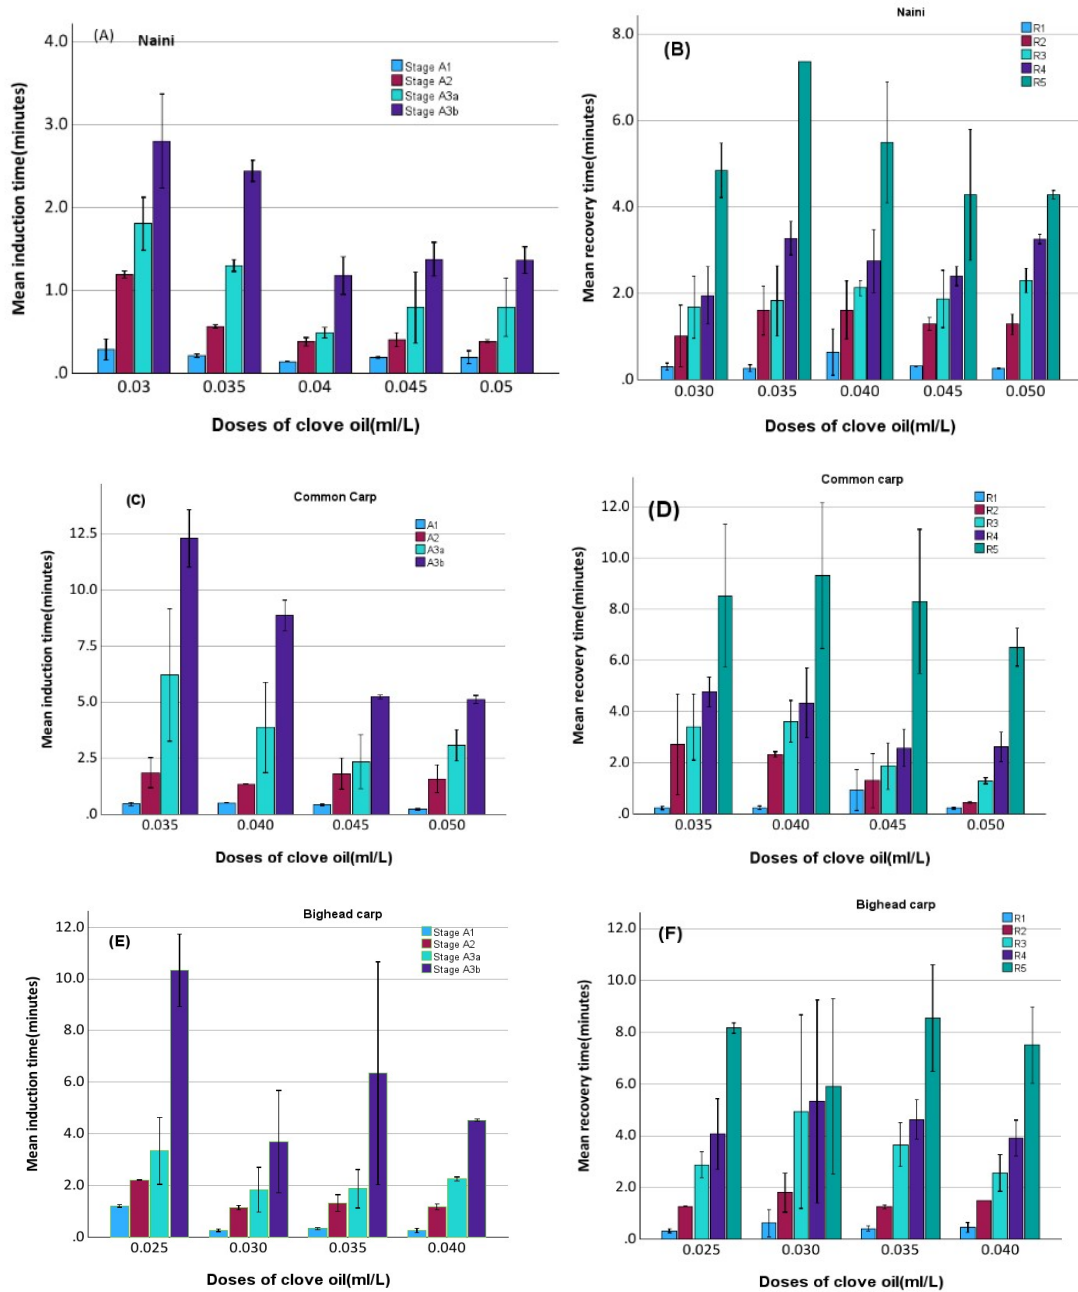 (A)
Naini
Stage A1
Stage A2
Stage A3a
Stage A3b
Mean induction time(minutes)
4.0
3.0
2.0
1.0
.0
0.03 0.035 0.04 0.045 0.05
Doses of clove oil(ml/L)
Naini
(B)
R1
R2
R3
R4
R5
Mean recovery time(minutes)
8.0
6.0
4.0
2.0
.0
0.030 0.035 0.040 0.045 0.050
Doses of clove oil(ml/L)
(C)
Common Carp
A1
A2
A3a
A3b
Mean induction time(minutes)
12.5
10.0
7.5
5.0
2.5
.0
0.035 0.040 0.045 0.050
Doses of clove oil(ml/L)
Common carp
(D)
R1
R2
R3
R4
R5
Mean recovery time(minutes)
12.0
10.0
8.0
6.0
4.0
2.0
.0
0.035 0.040 0.045 0.050
Doses of clove oil(ml/L)
Bighead carp
(E)
Stage A1
Stage A2
Stage A3a
Stage A3b
Mean induction time(minutes)
12.0
10.0
8.0
6.0
4.0
2.0
.0
0.025 0.030 0.035 0.040
Doses of clove oil(ml/L)
Bighead carp
(F)
R1
R2
R3
R4
R5
Mean recovery time(minutes)
12.0
10.0
8.0
6.0
4.0
2.0
.0
0.025 0.030 0.035 0.040
Doses of clove oil(ml/L)